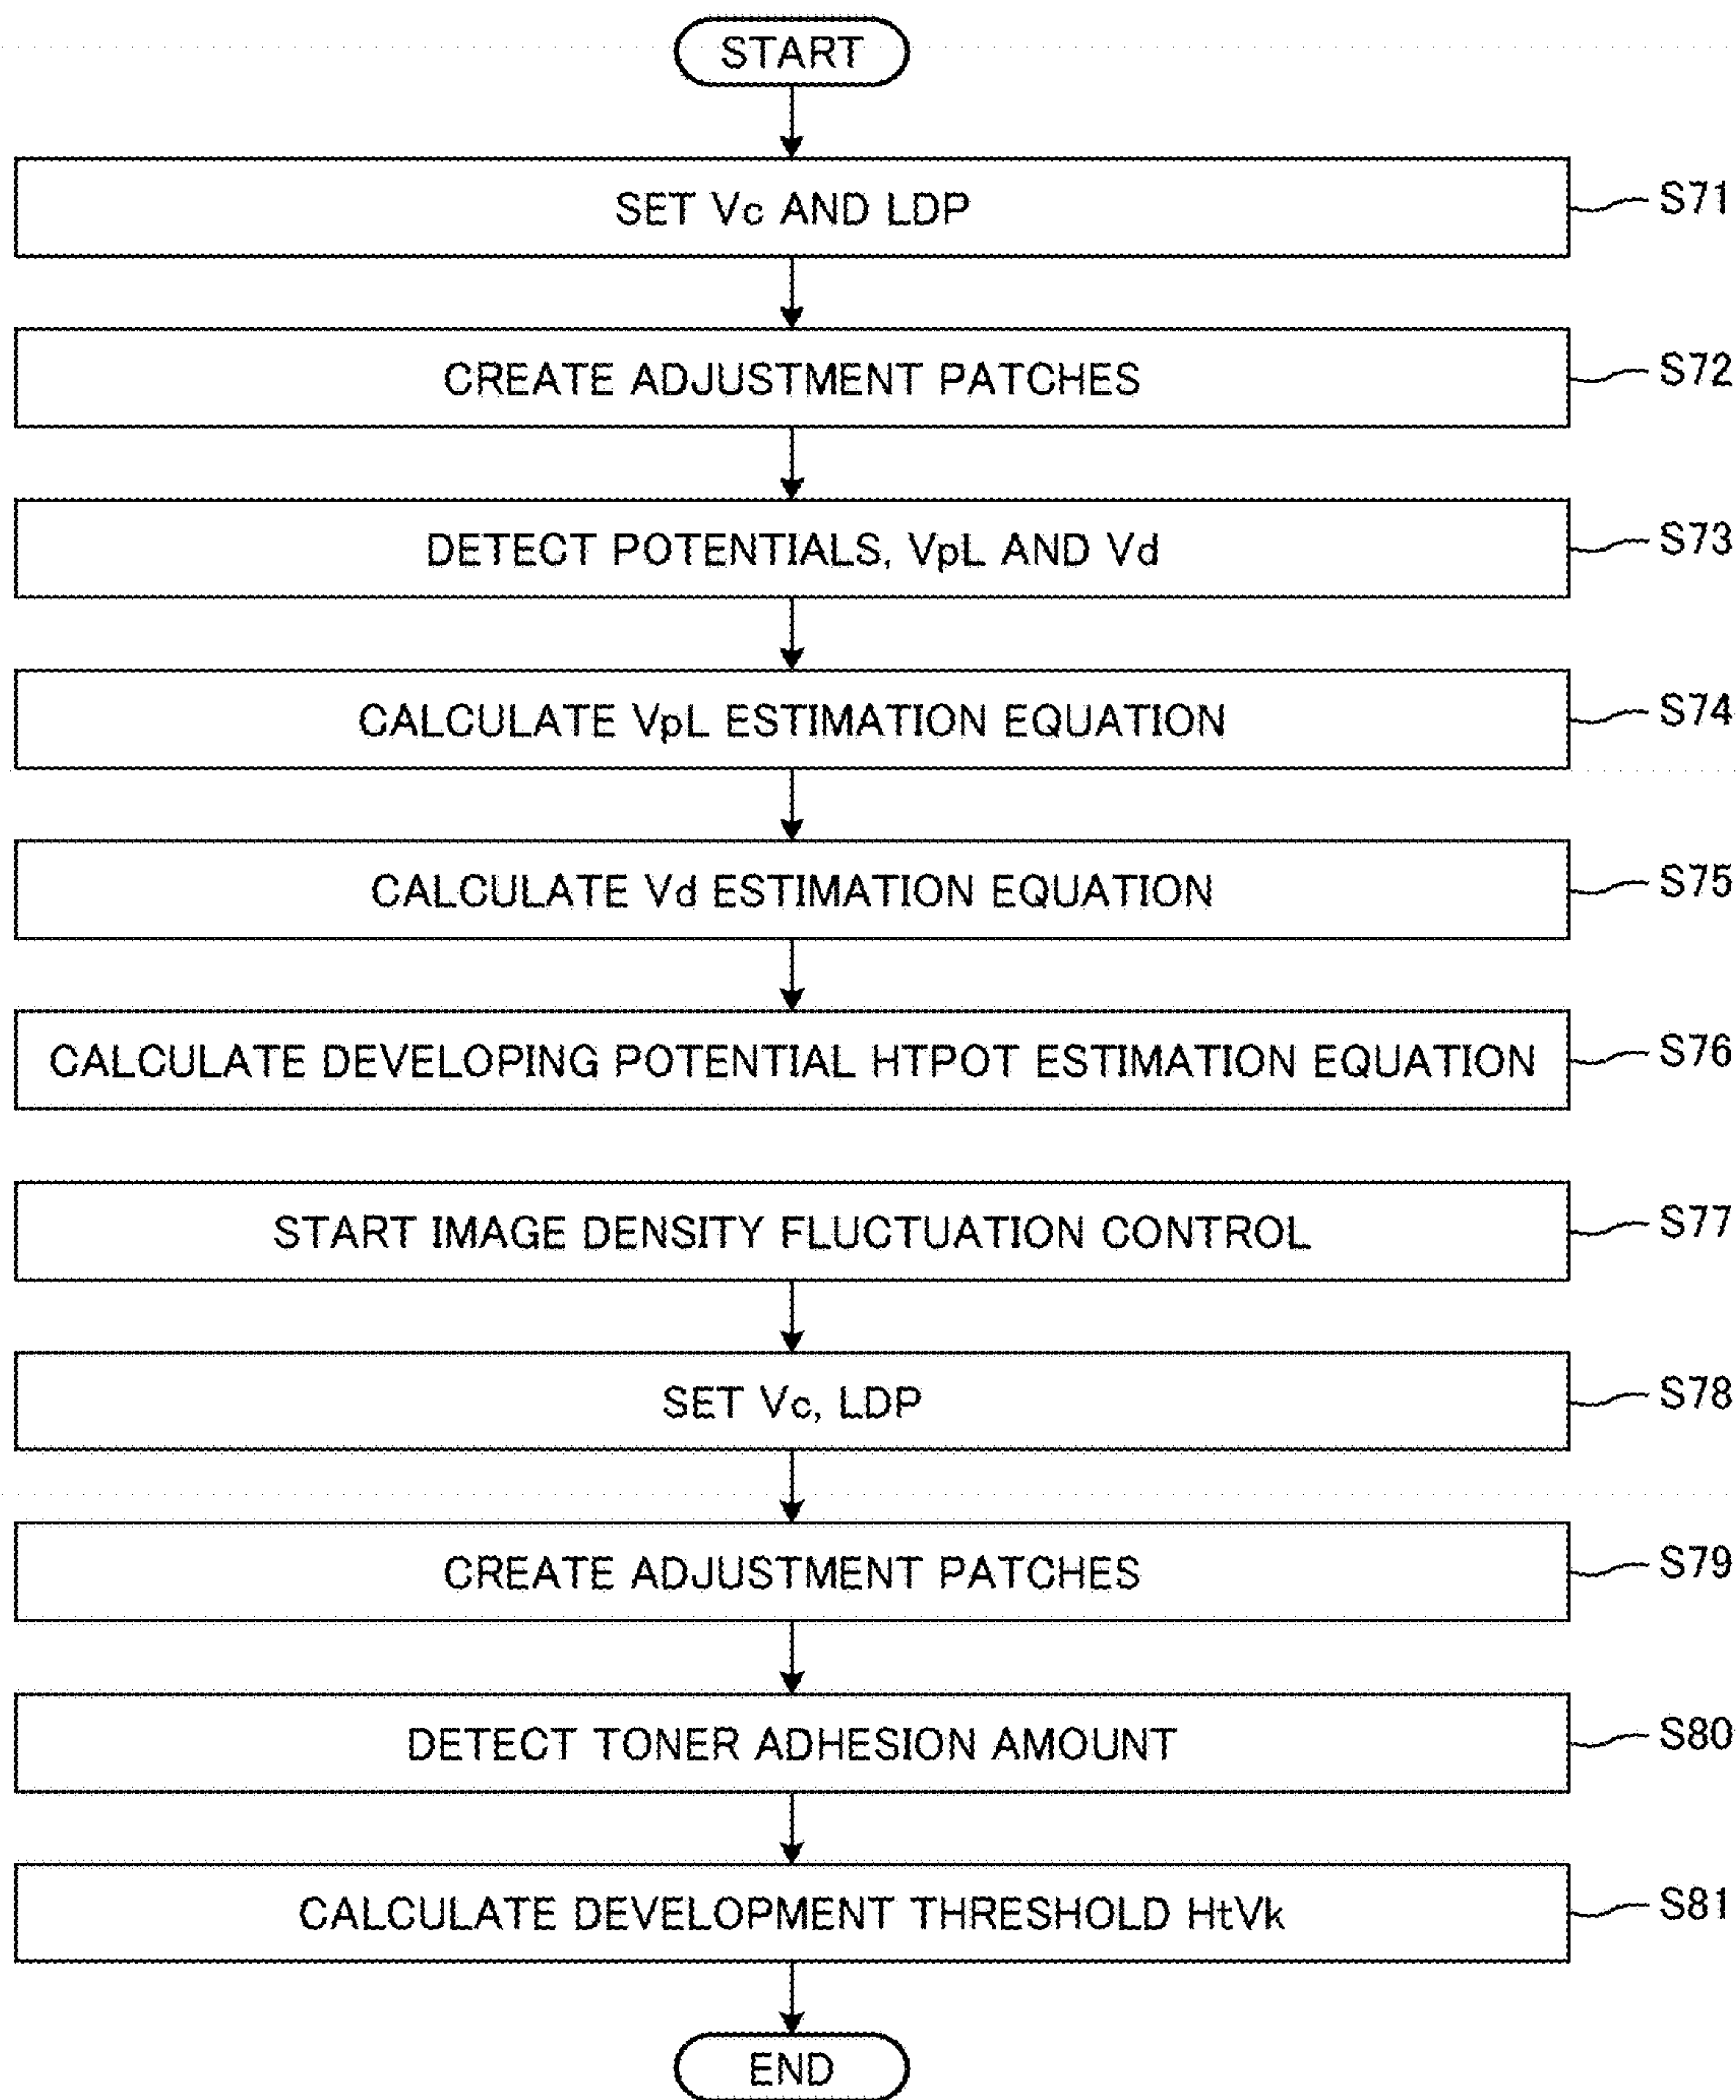 START
SET Vc AND LDP
S71
CREATE ADJUSTMENT PATCHES
S72
DETECT POTENTIALS, VpL AND Vd
S73
CALCULATE VpL ESTIMATION EQUATION
S74
CALCULATE Vd ESTIMATION EQUATION
S75
CALCULATE DEVELOPING POTENTIAL HTPOT ESTIMATION EQUATION
S76
START IMAGE DENSITY FLUCTUATION CONTROL
S77
SET Vc, LDP
S78
CREATE ADJUSTMENT PATCHES
S79
DETECT TONER ADHESION AMOUNT
S80
CALCULATE DEVELOPMENT THRESHOLD HtVk
S81
END